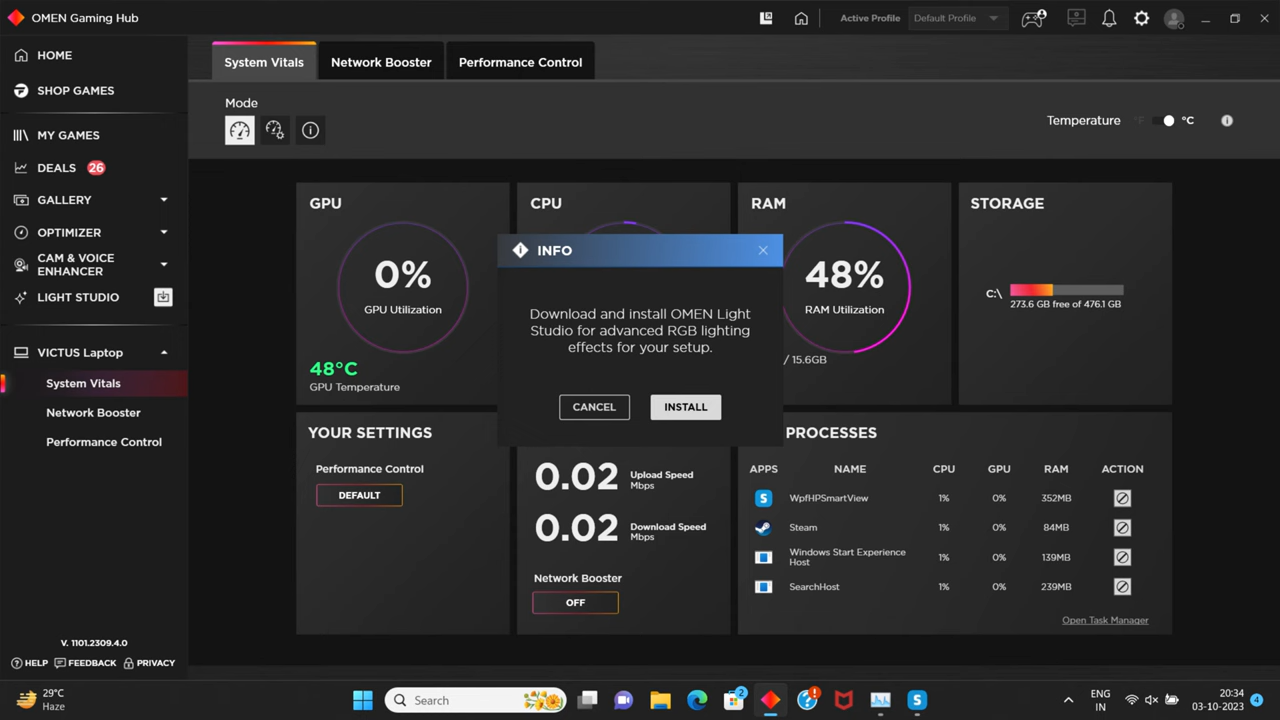 OMEN Gaming Hub
Active Profile
Default Profile
HOME
SHOP GAMES
MY GAMES
DEALS
26
GALLERY
OPTIMIZER
CAM & VOICE
ENHANCER
LIGHT STUDIO
VICTUS Laptop
System Vitals
Network Booster
Performance Control
V. 1101.2309.4.0
HELP
FEEDBACK
PRIVACY
System Vitals
Network Booster
Performance Control
Mode
Temperature
°F
°C
GPU
0%
GPU Utilization
48°C
GPU Temperature
CPU
RAM
48%
RAM Utilization
/ 15.6GB
STORAGE
C:\
273.6 GB free of 476.1 GB
INFO
Download and install OMEN Light
Studio for advanced RGB lighting
effects for your setup.
CANCEL
INSTALL
YOUR SETTINGS
Performance Control
DEFAULT
0.02
Upload Speed
Mbps
0.02
Download Speed
Mbps
Network Booster
OFF
PROCESSES
APPS NAME CPU GPU RAM ACTION
WpfHPSmartView 1% 0% 352MB
Steam 1% 0% 84MB
Windows Start Experience
Host 1% 0% 139MB
SearchHost 1% 0% 239MB
Open Task Manager
29°C
Haze
Search
2
ENG
IN
20:34
03-10-2023
4